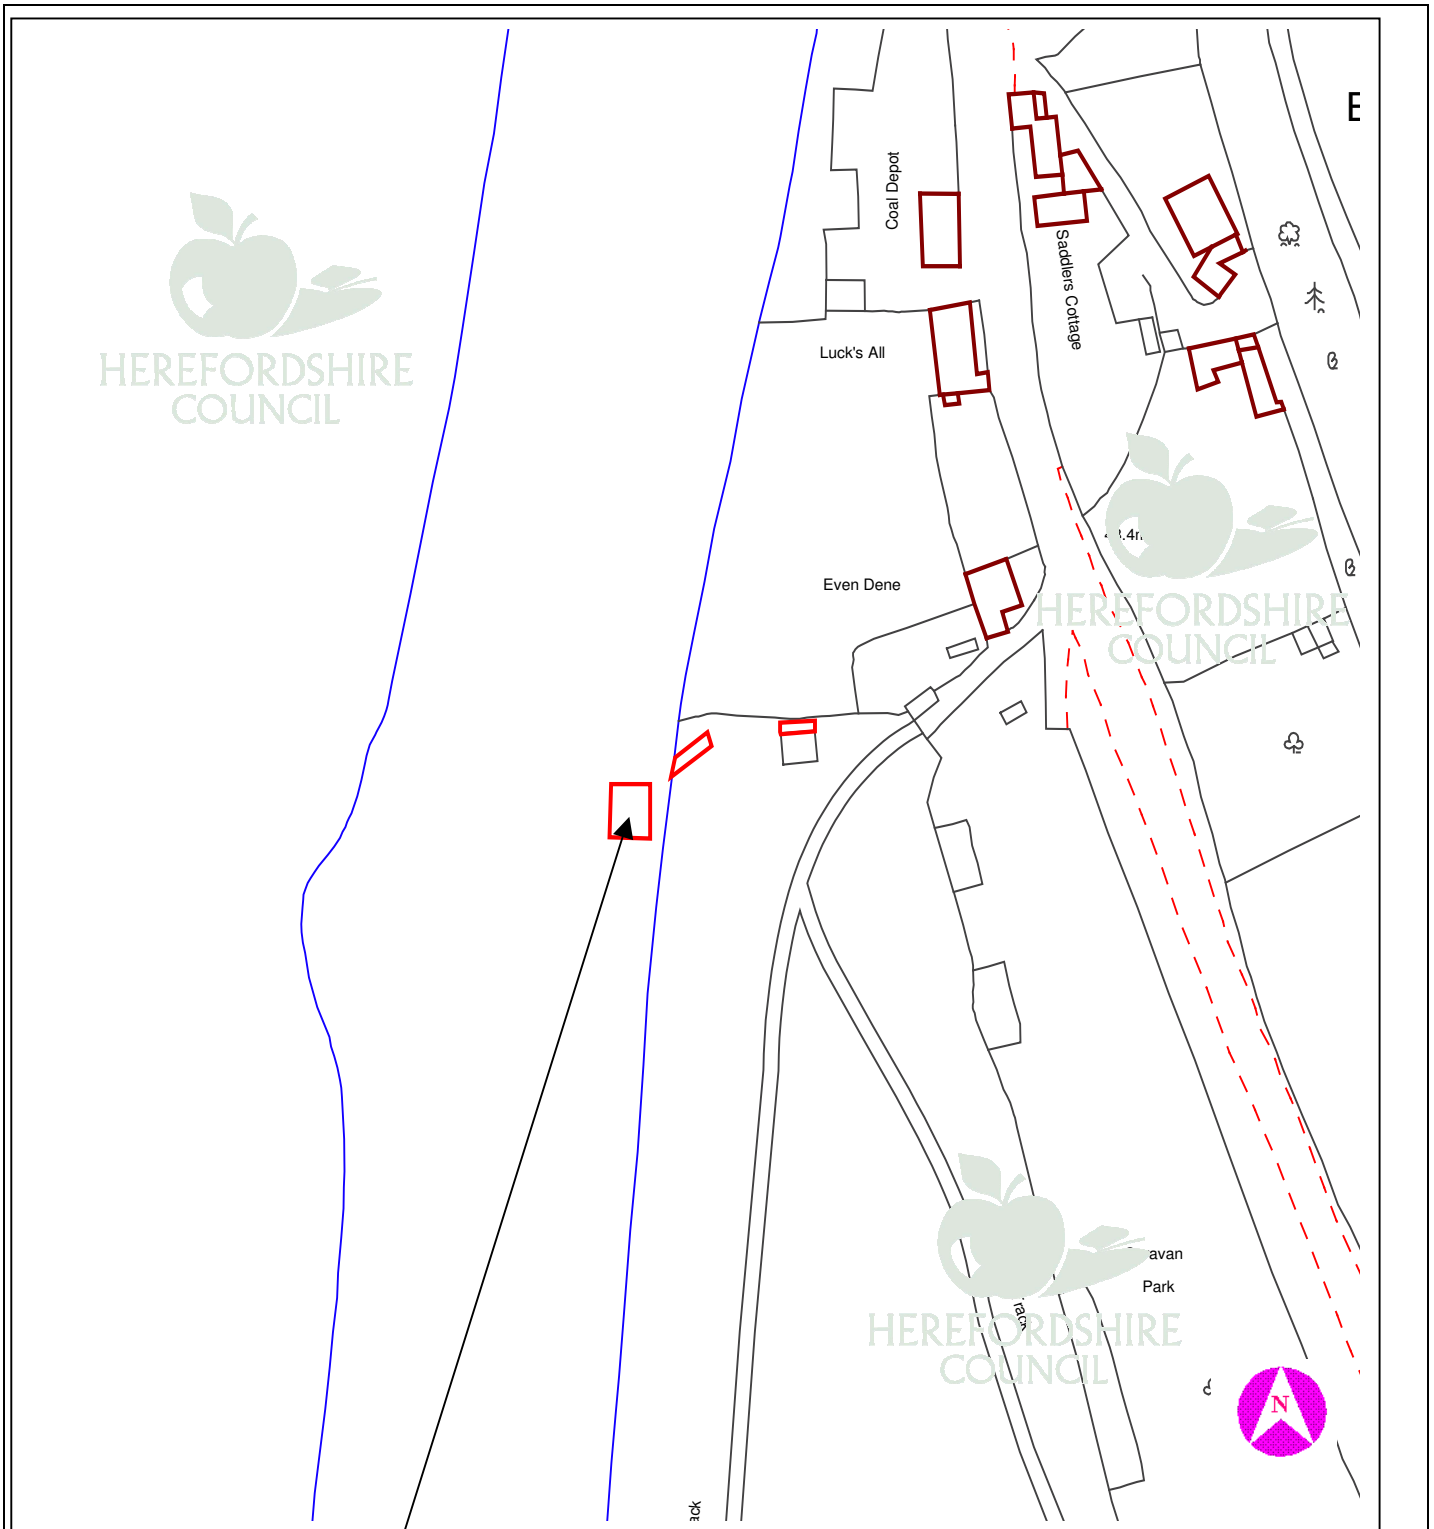 E
Coal Depot
HEREFORDSHIRE
COUNCIL
Saddlers Cottage
Luck's All
Even Dene
HEREFORDSHIRE
COUNCIL
avan
Park
HEREFORDSHIRE
COUNCIL
N